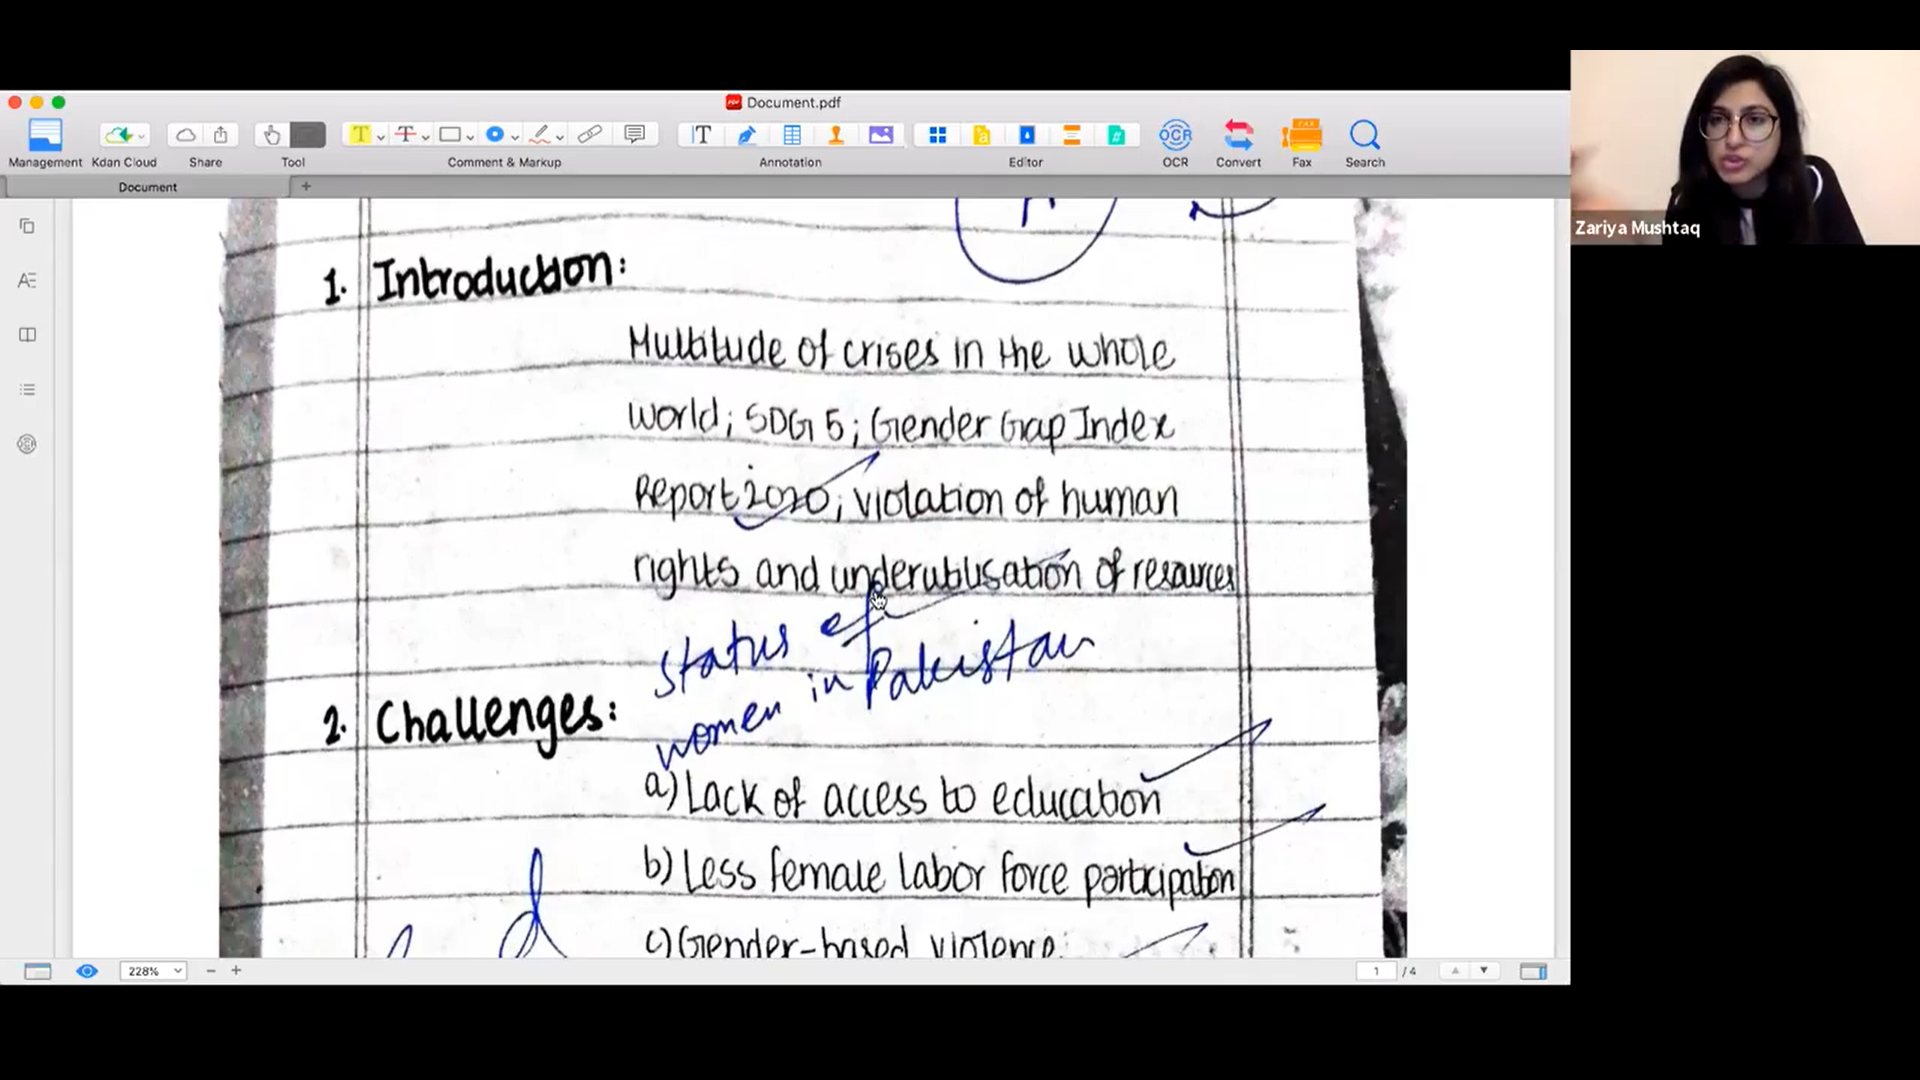 Document.pdf
Management
Kdan Cloud
Share
Tool
Comment & Markup
Annotation
Editor
OCR
OCR
Convert
FAX
Fax
Search
Document
Zariya Mushtaq
1. Introduction:
Multitude of crises in the whole
world; SDG 5; Gender Gap Index
Report 2020; violation of human
rights and underutilisation of resources
Status of
women in Pakistan
2. Challenges:
a) Lack of access to education
b) Less female labor force participation
c) Gender-based violence
228%
1 / 4